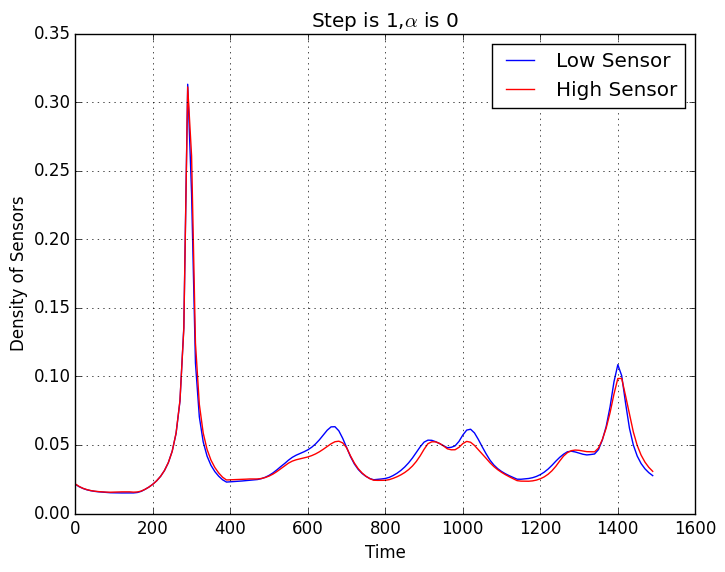 Step is 1,α is 0
Low Sensor
High Sensor
0.35
0.30
0.25
0.20
0.15
0.10
0.05
0.00
Density of Sensors
0 200 400 600 800 1000 1200 1400 1600
Time